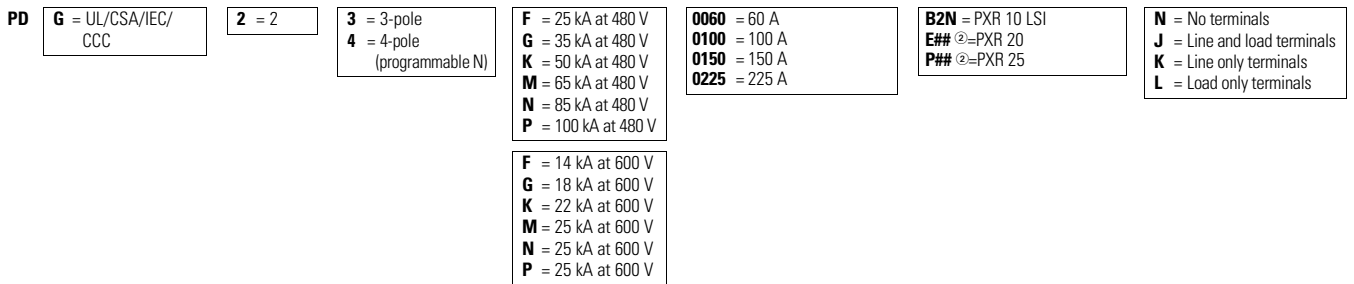 PD
G = UL/CSA/IEC/
CCC
2 = 2
3 = 3-pole
4 = 4-pole
(programmable N)
F = 25 kA at 480 V
G = 35 kA at 480 V
K = 50 kA at 480 V
M = 65 kA at 480 V
N = 85 kA at 480 V
P = 100 kA at 480 V
F = 14 kA at 600 V
G = 18 kA at 600 V
K = 22 kA at 600 V
M = 25 kA at 600 V
N = 25 kA at 600 V
P = 25 kA at 600 V
0060 = 60 A
0100 = 100 A
0150 = 150 A
0225 = 225 A
B2N = PXR 10 LSI
E## ②=PXR 20
P## ②=PXR 25
N = No terminals
J = Line and load terminals
K = Line only terminals
L = Load only terminals